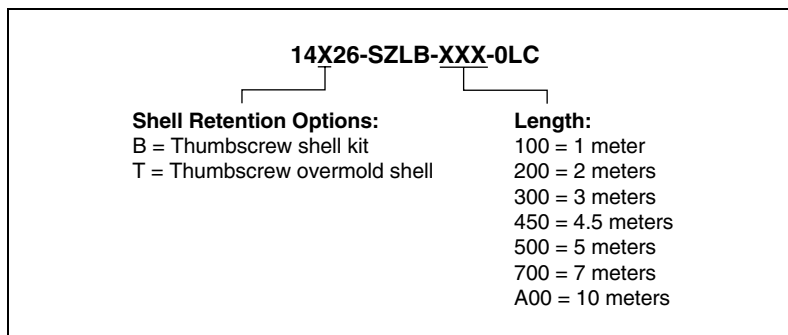 14X26-SZLB-XXX-0LC
Shell Retention Options:
B = Thumbscrew shell kit
T = Thumbscrew overmold shell
Length:
100 = 1 meter
200 = 2 meters
300 = 3 meters
450 = 4.5 meters
500 = 5 meters
700 = 7 meters
A00 = 10 meters